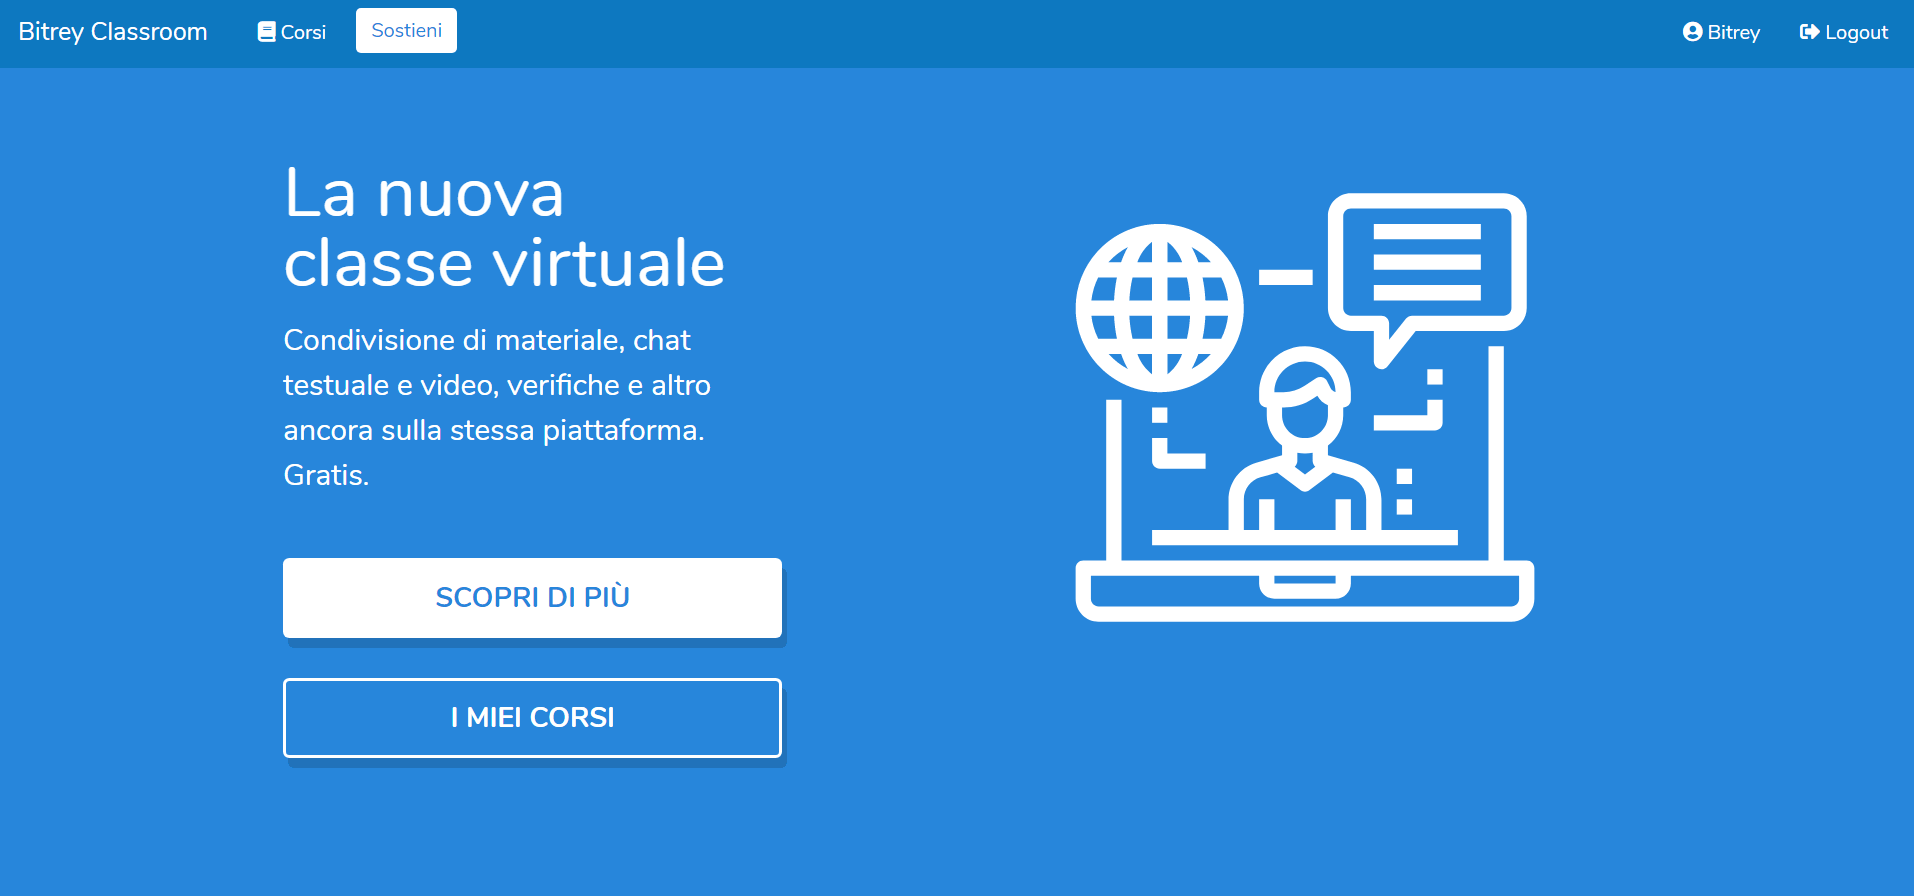 Bitrey Classroom
Corsi
Sostieni
Bitrey
Logout
La nuova
classe virtuale
Condivisione di materiale, chat
testuale e video, verifiche e altro
ancora sulla stessa piattaforma.
Gratis.
SCOPRI DI PIÙ
I MIEI CORSI